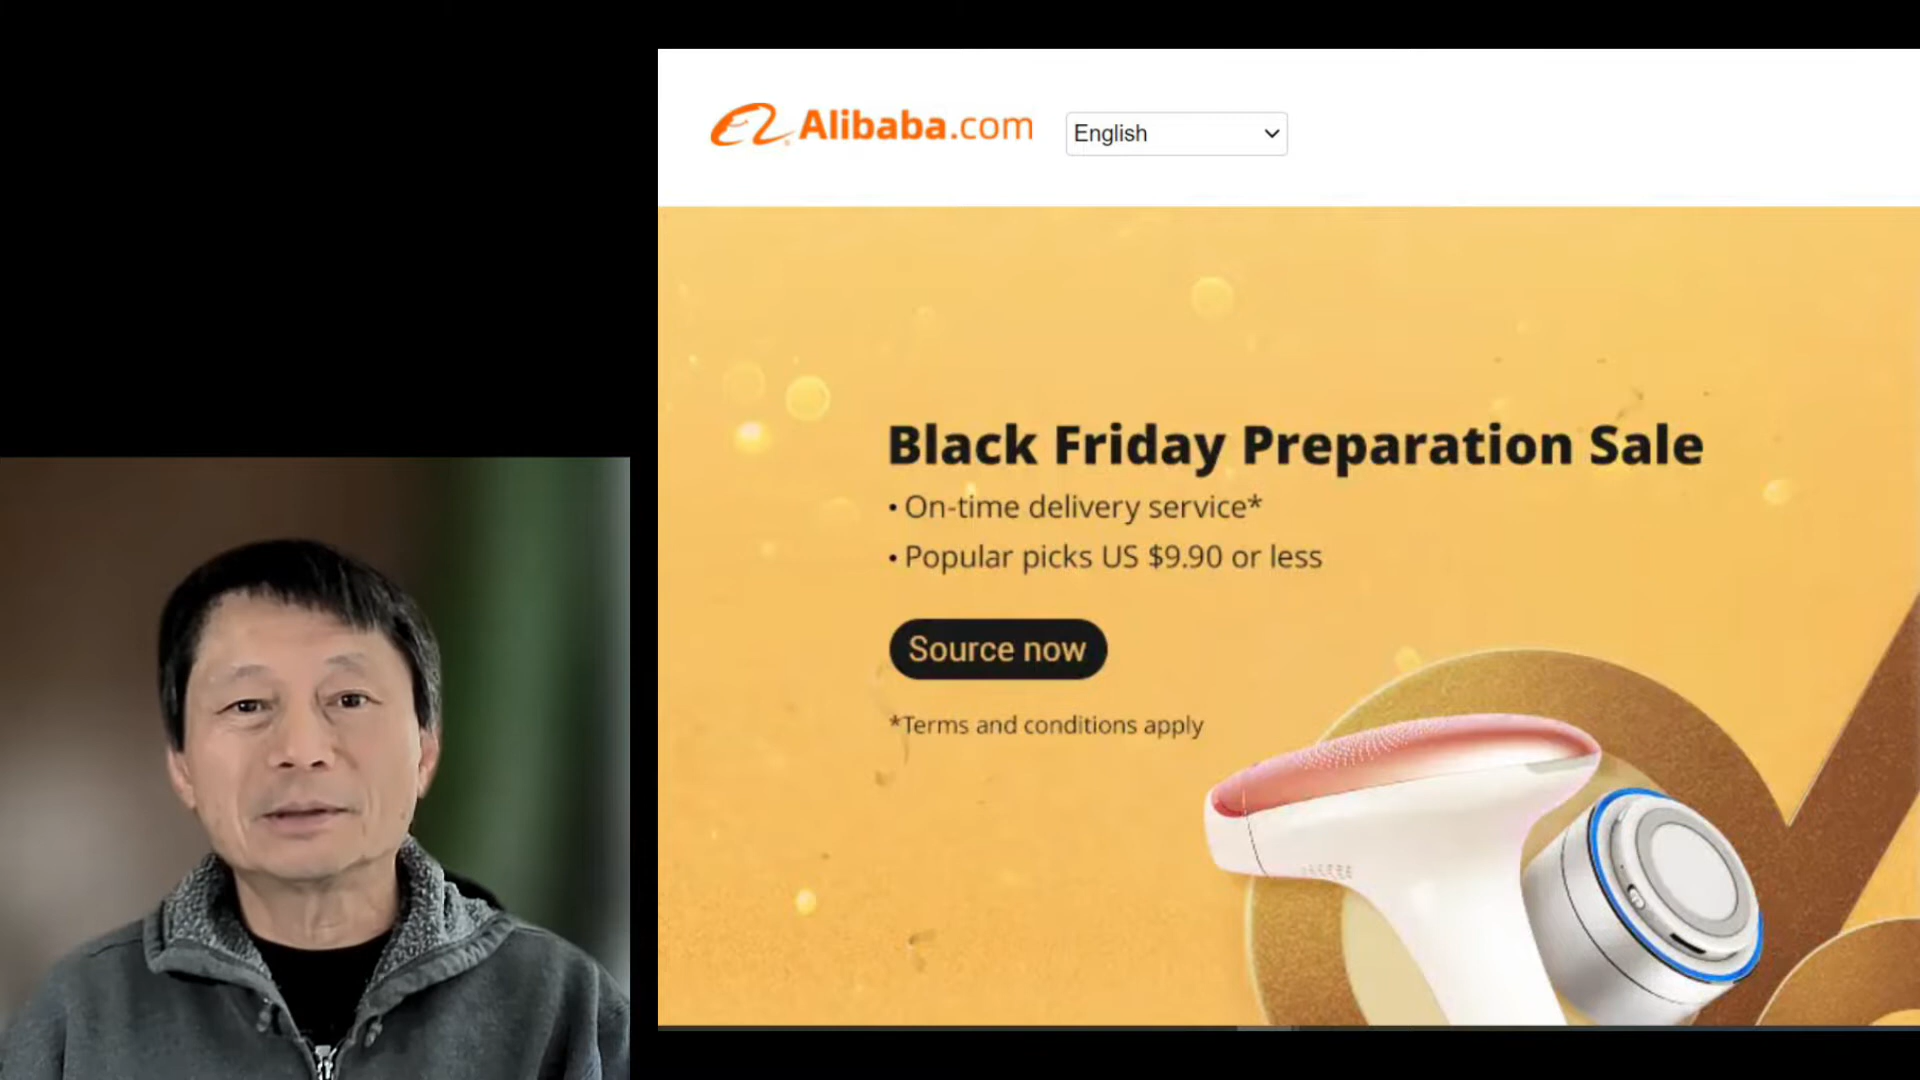 Alibaba.com
English
Black Friday Preparation Sale
• On-time delivery service*
• Popular picks US $9.90 or less
Source now
*Terms and conditions apply